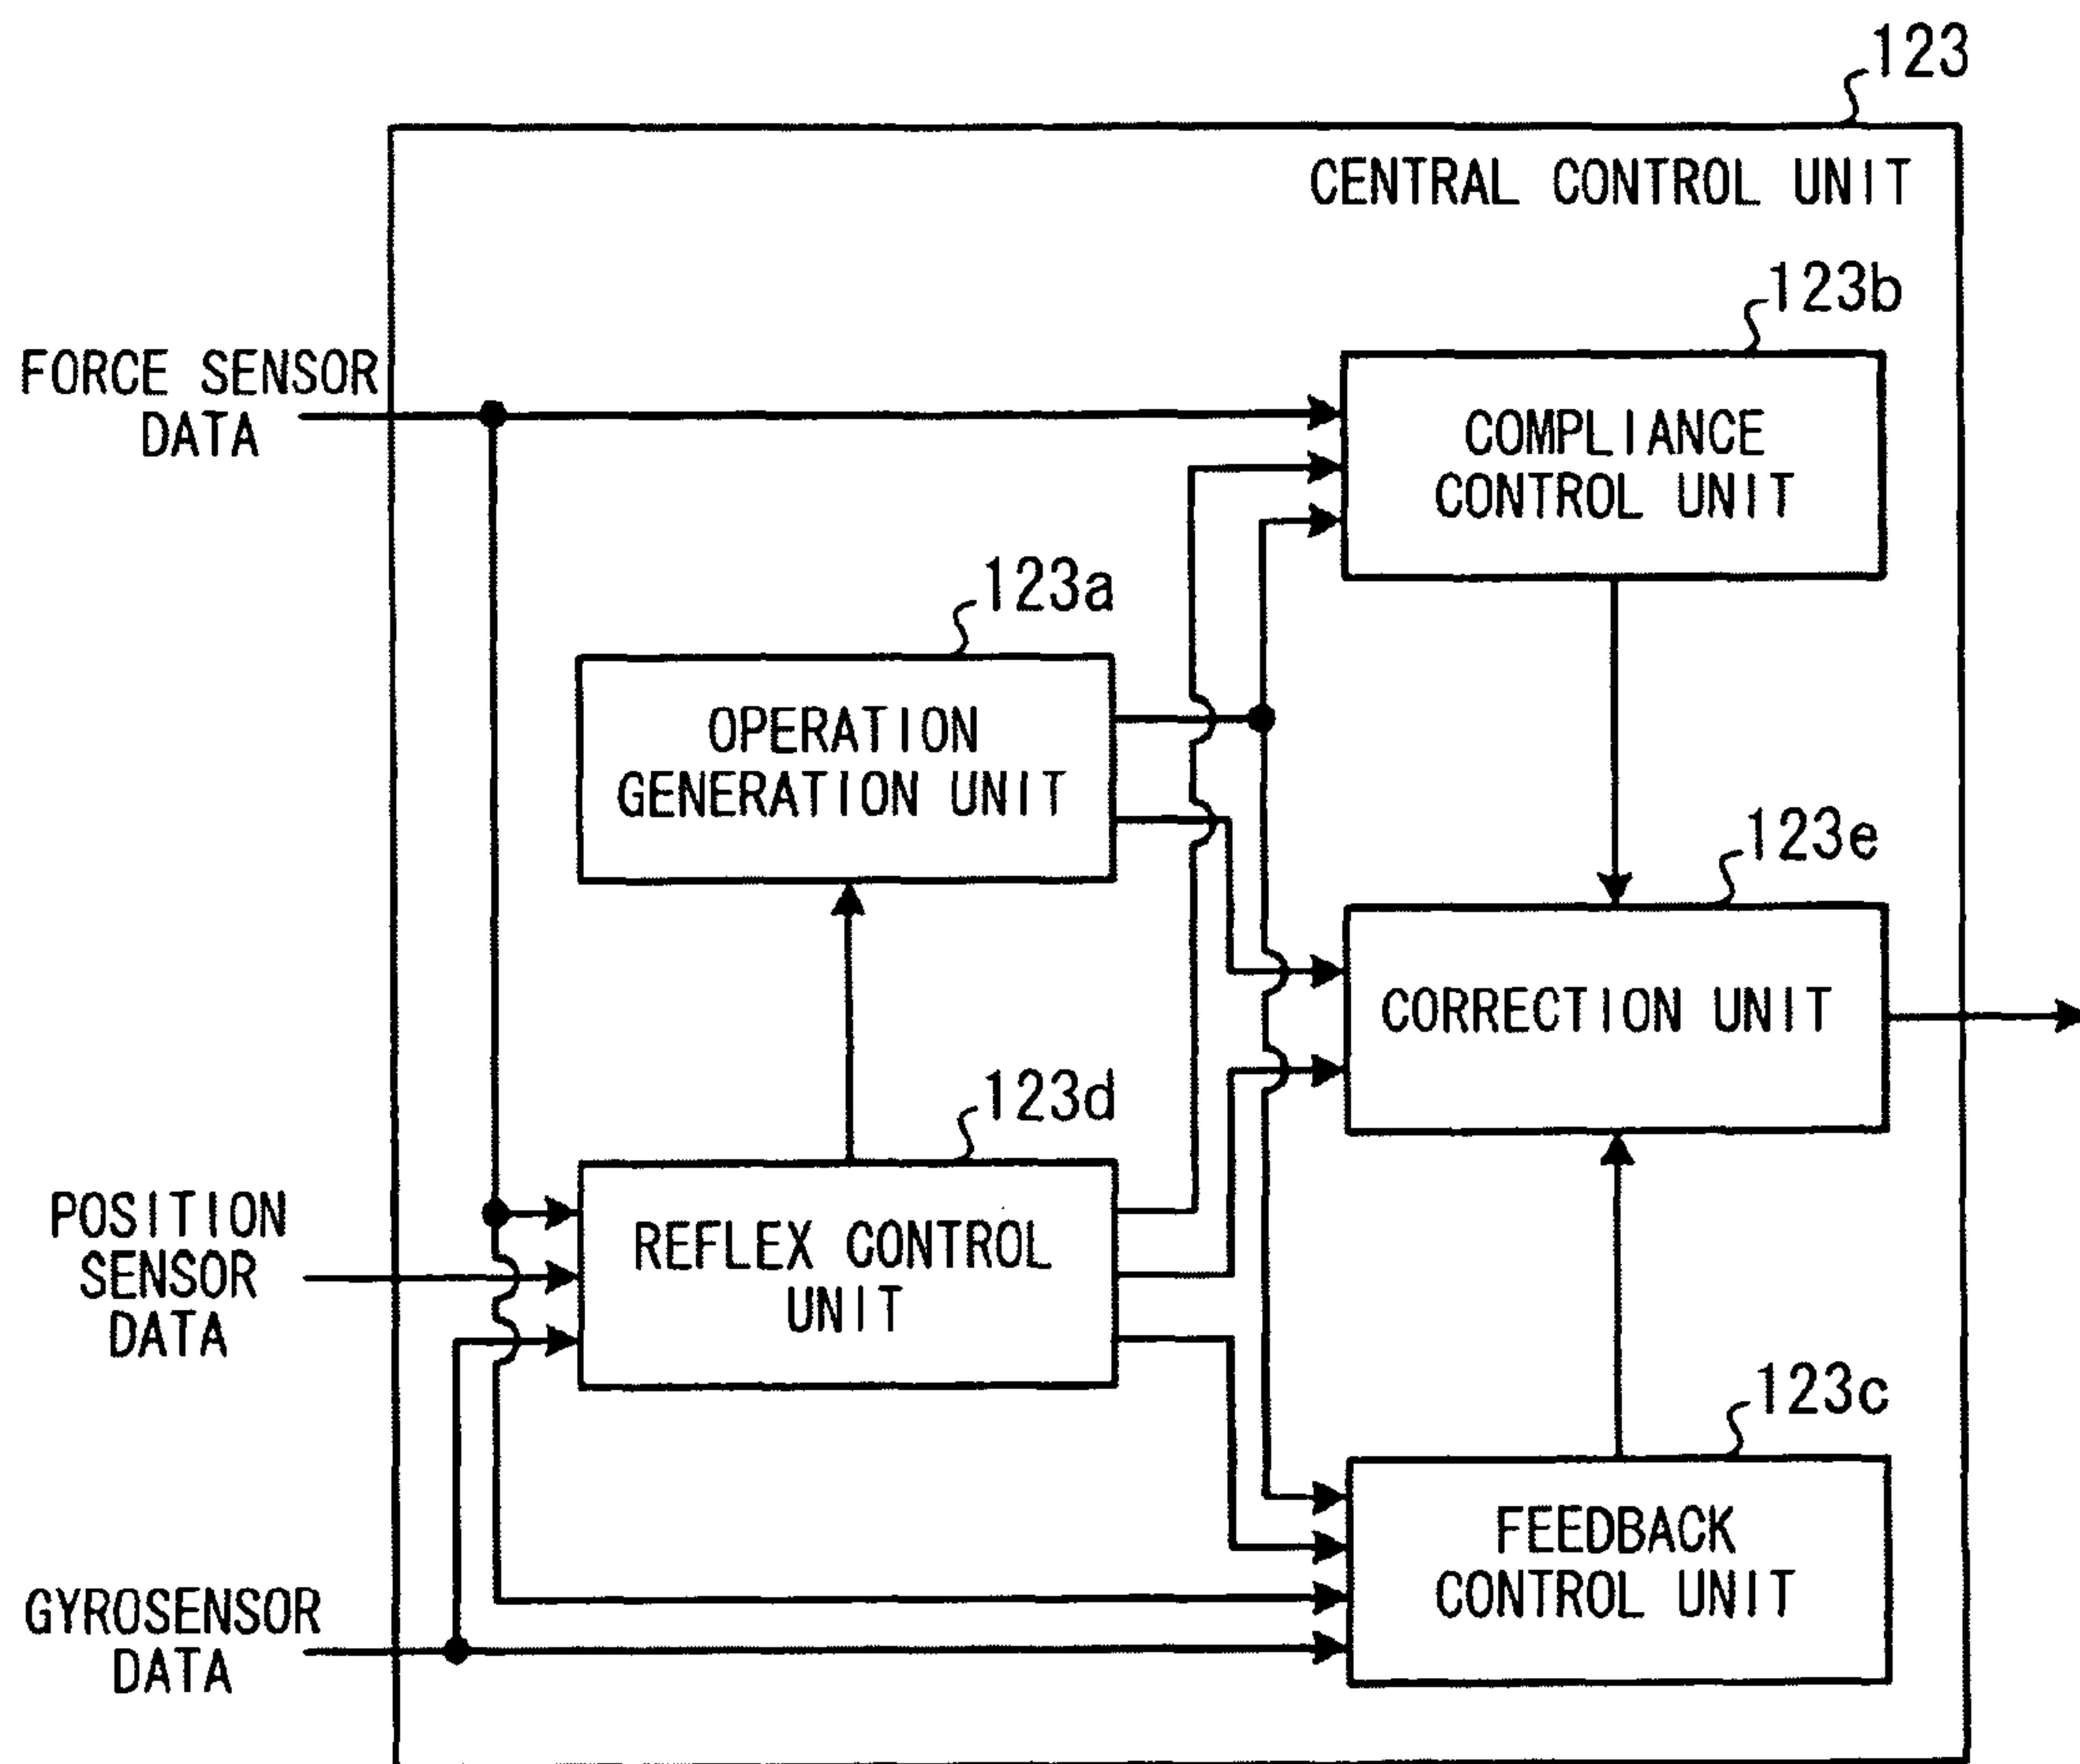 123
CENTRAL CONTROL UNIT
123b
FORCE SENSOR
DATA
COMPLIANCE
CONTROL UNIT
123a
OPERATION
GENERATION UNIT
123e
CORRECTION UNIT
123d
POSITION
SENSOR
DATA
REFLEX CONTROL
UNIT
123c
FEEDBACK
CONTROL UNIT
GYROSENSOR
DATA